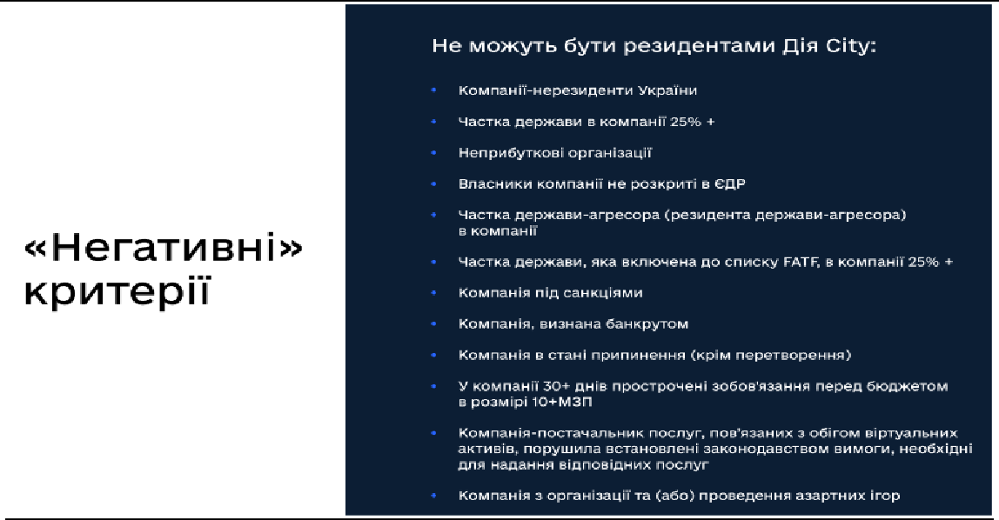 «Негативні»
критерії
Не можуть бути резидентами Дія City:
• Компанії-нерезиденти України
• Частка держави в компанії 25% +
• Неприбуткові організації
• Власники компанії не розкриті в ЄДР
• Частка держави-агресора (резидента держави-агресора)
в компанії
• Частка держави, яка включена до списку FATF, в компанії 25% +
• Компанія під санкціями
• Компанія, визнана банкрутом
• Компанія в стані припинення (крім перетворення)
• У компанії 30+ днів прострочені зобов'язання перед бюджетом
в розмірі 10+МЗП
• Компанія-постачальник послуг, пов'язаних з обігом віртуальних
активів, порушила встановлені законодавством вимоги, необхідні
для надання відповідних послуг
• Компанія з організації та (або) проведення азартних ігор